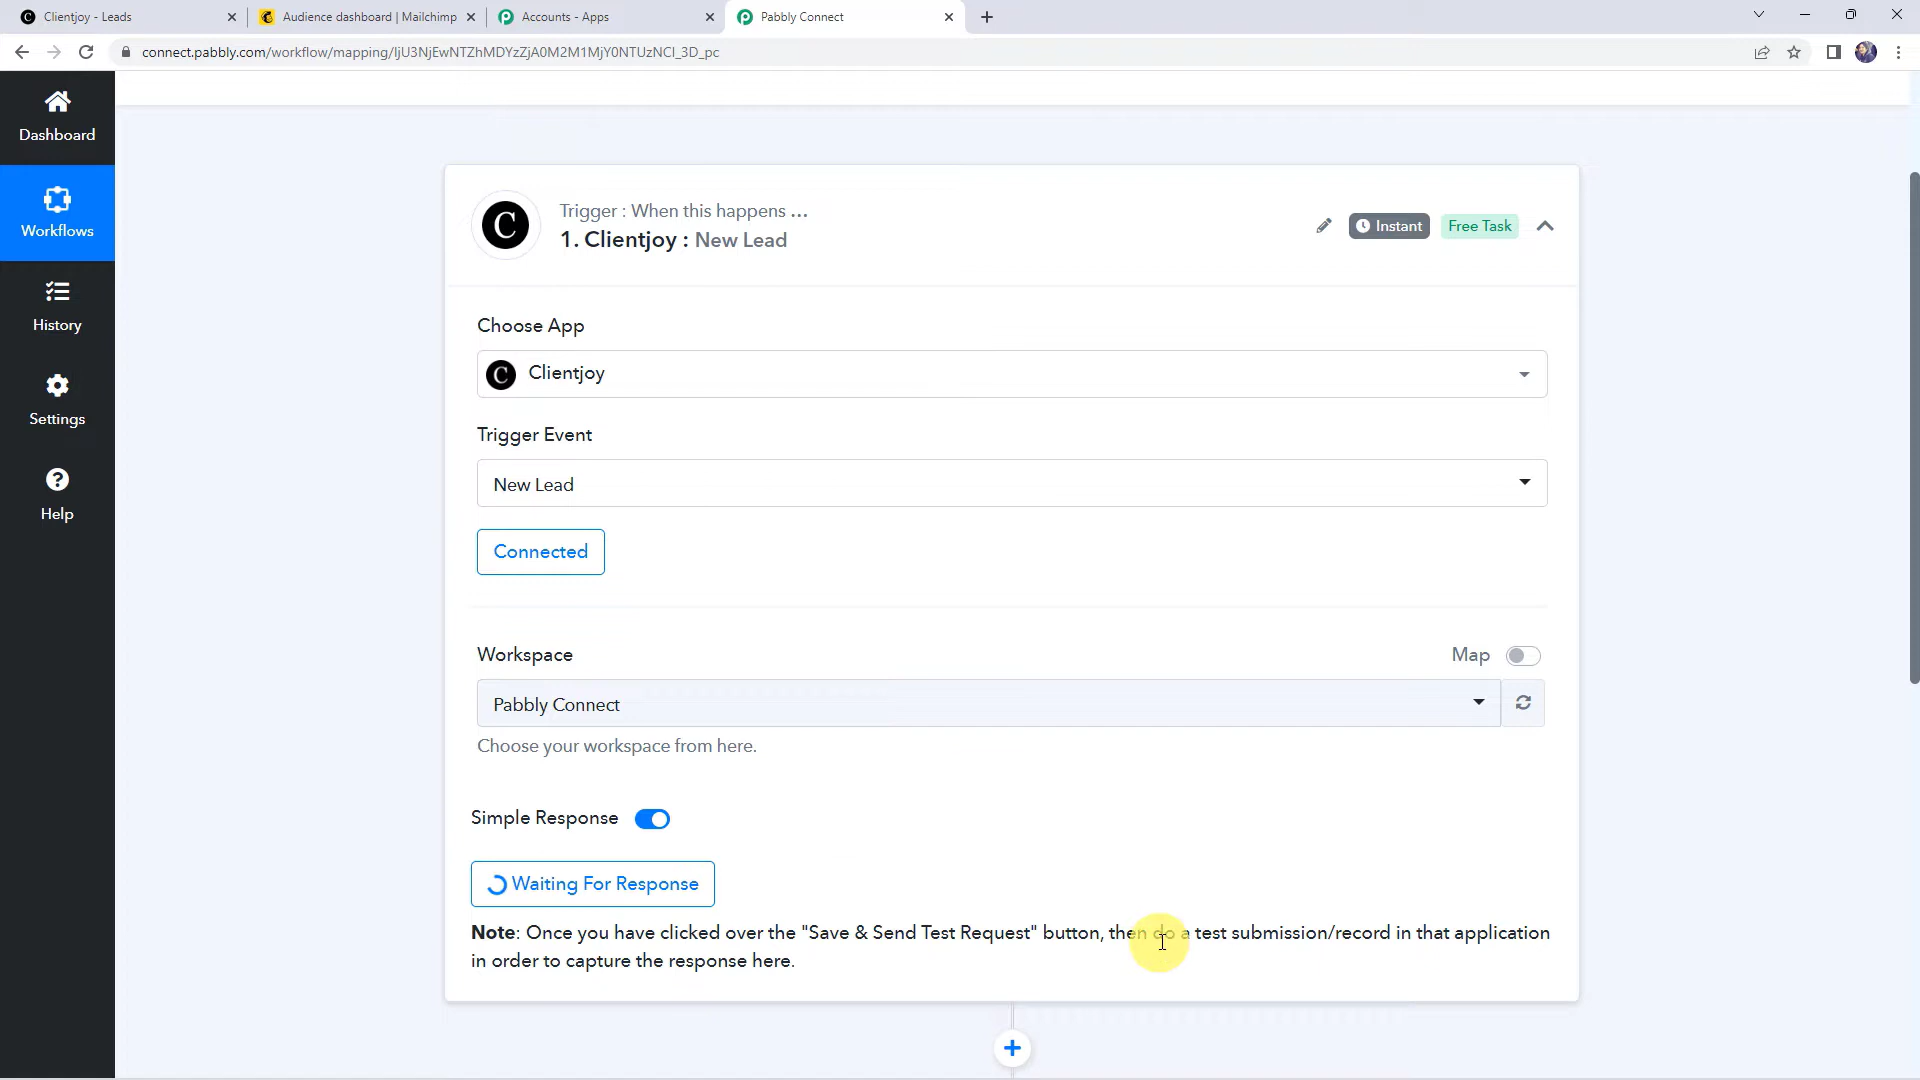 Clientjoy - Leads
Audience dashboard | Mailchimp
Accounts - Apps
Pabbly Connect
connect.pabbly.com/workflow/mapping/IjU3NjEwNTZhMDYzZjA0M2M1MjY0NTUzNCI_3D_pc
Dashboard
Workflows
History
Settings
Help
Trigger : When this happens ...
1. Clientjoy : New Lead
Instant
Free Task
Choose App
C Clientjoy
Trigger Event
New Lead
Connected
Workspace
Map
Pabbly Connect
Choose your workspace from here.
Simple Response
Waiting For Response
Note: Once you have clicked over the "Save & Send Test Request" button, then do a test submission/record in that application
in order to capture the response here.